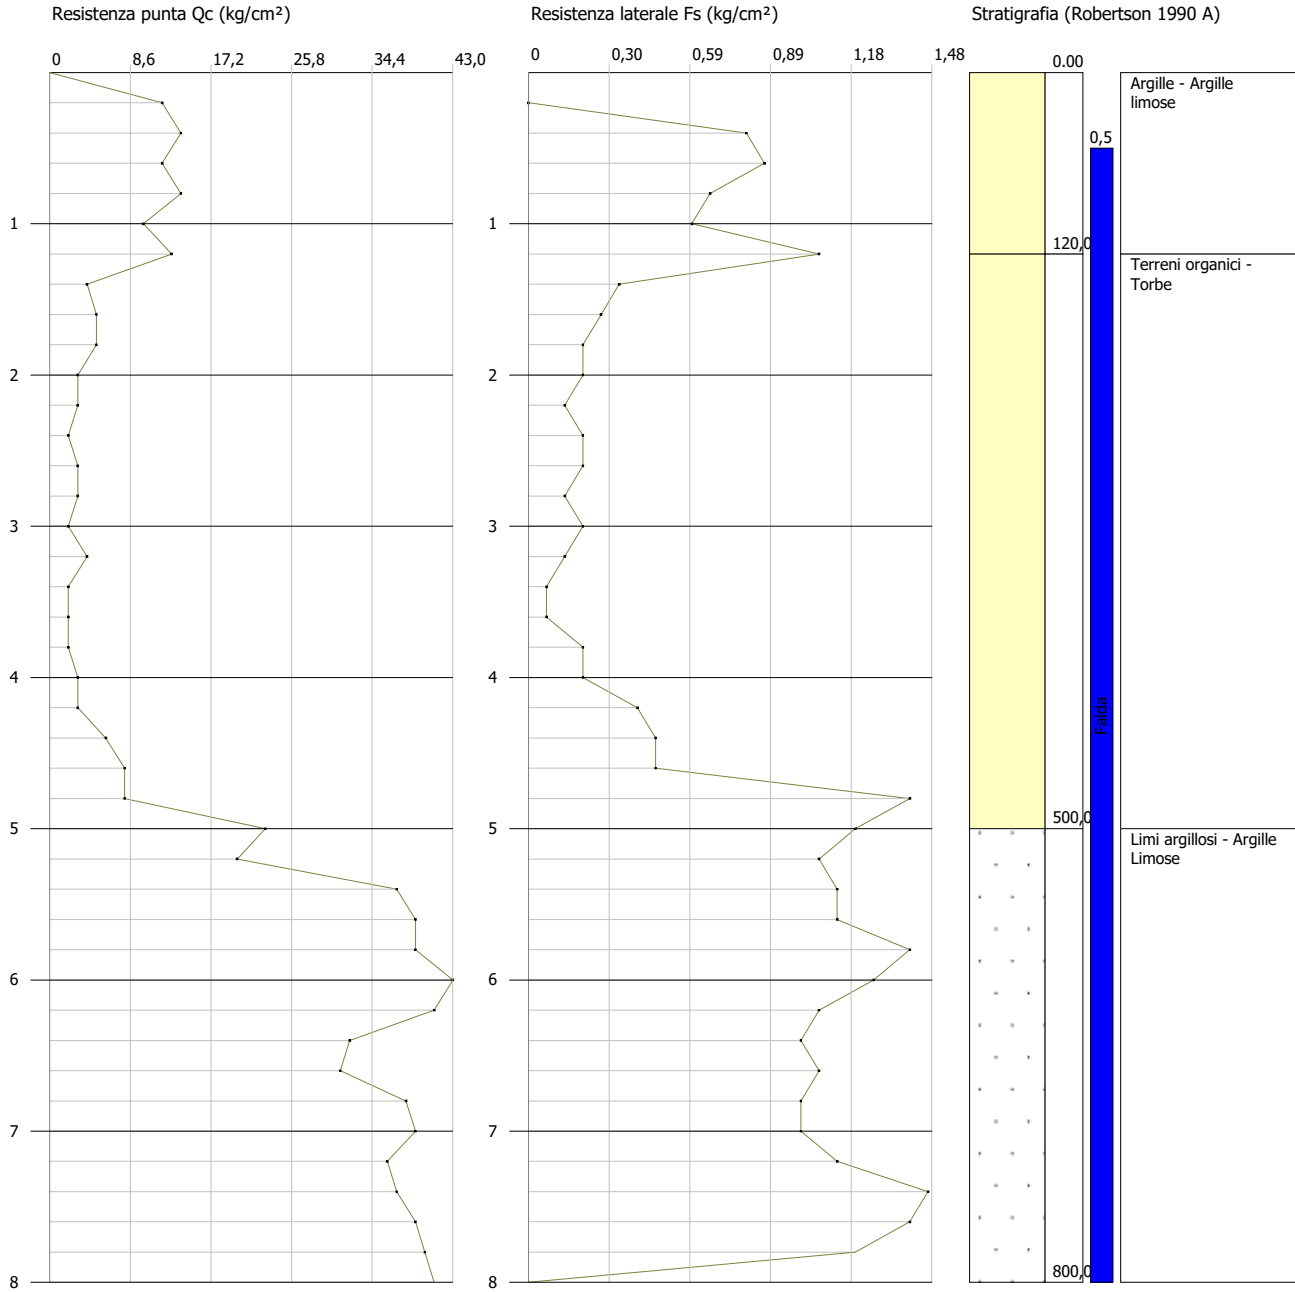 Resistenza punta Qc (kg/cm²)
Resistenza laterale Fs (kg/cm²)
Stratigrafia (Robertson 1990 A)
0 8,6 17,2 25,8 34,4 43,0
0 0,30 0,59 0,89 1,18 1,48
0.00
Argille - Argille
limose
0,5
1 1
120,0
Terreni organici -
Torbe
2 2
3 3
4 4
Falda
5 5
500,0
Limi argillosi - Argille
Limose
6 6
7 7
8 8
800,0